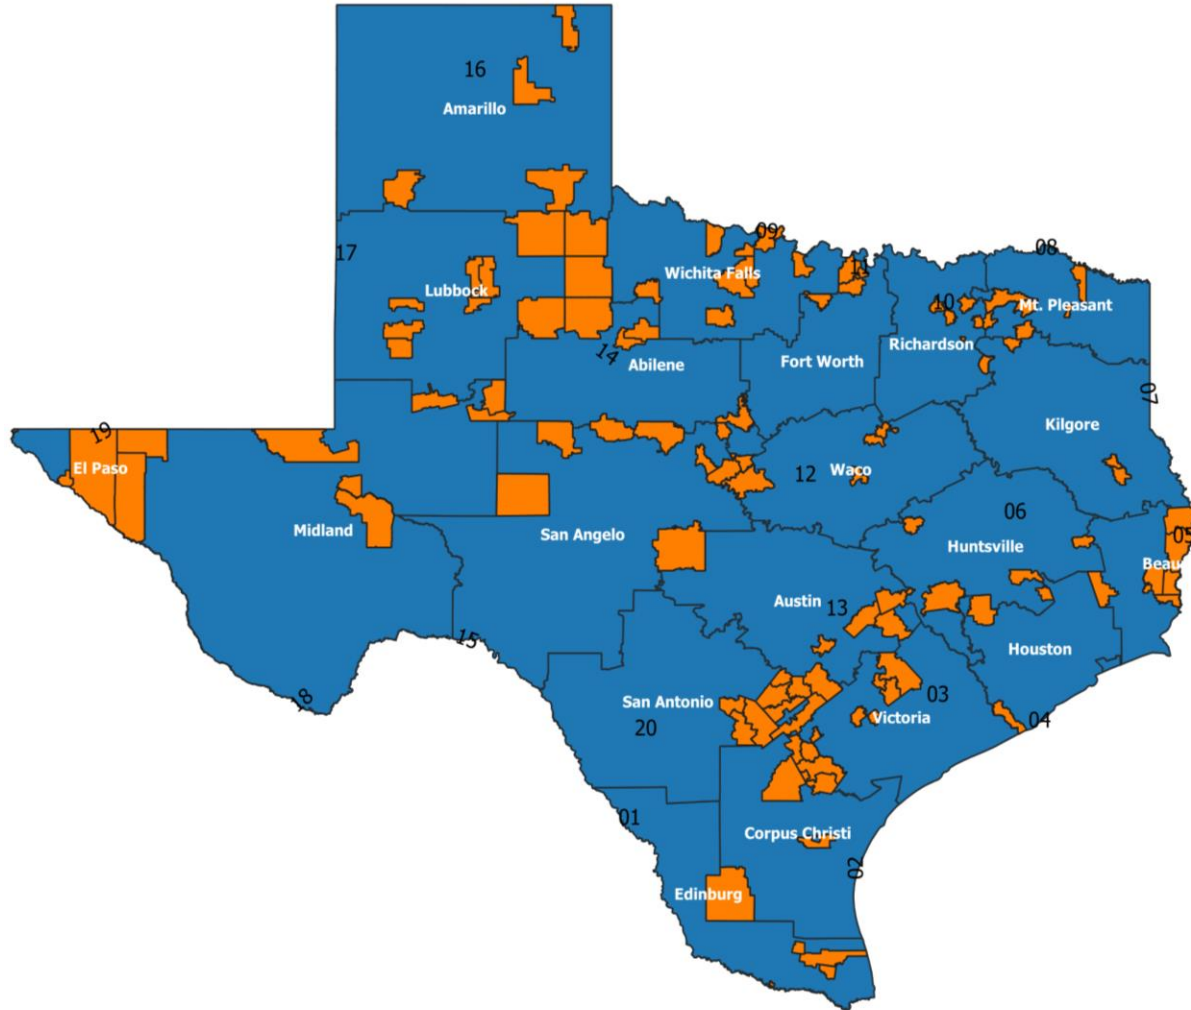 16
Amarillo
09
17
08
Wichita Falls
11
Lubbock
10
Mt. Pleasant
Richardson
14
Abilene
Fort Worth
07
Kilgore
19
El Paso
12
Waco
06
Midland
San Angelo
Huntsville
05
Beau
Austin
13
15
Houston
18
San Antonio
03
Victoria
04
20
01
Corpus Christi
02
Edinburg